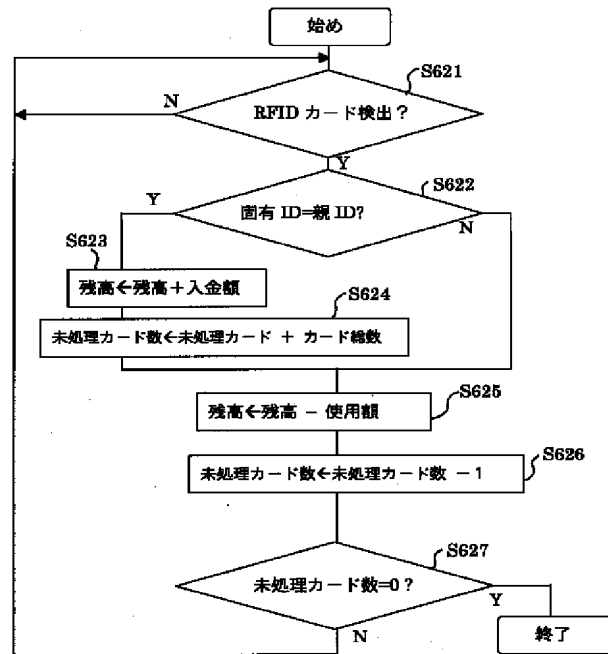 始め
S621
N
RFID カード検出？
Y
S622
Y
固有 ID=親 ID?
N
S623
残高←残高＋入金額
S624
未処理カード数←未処理カード ＋ カード総数
S625
残高←残高 − 使用額
S626
未処理カード数←未処理カード数 −１
S627
未処理カード数=0？
Y
N
終了